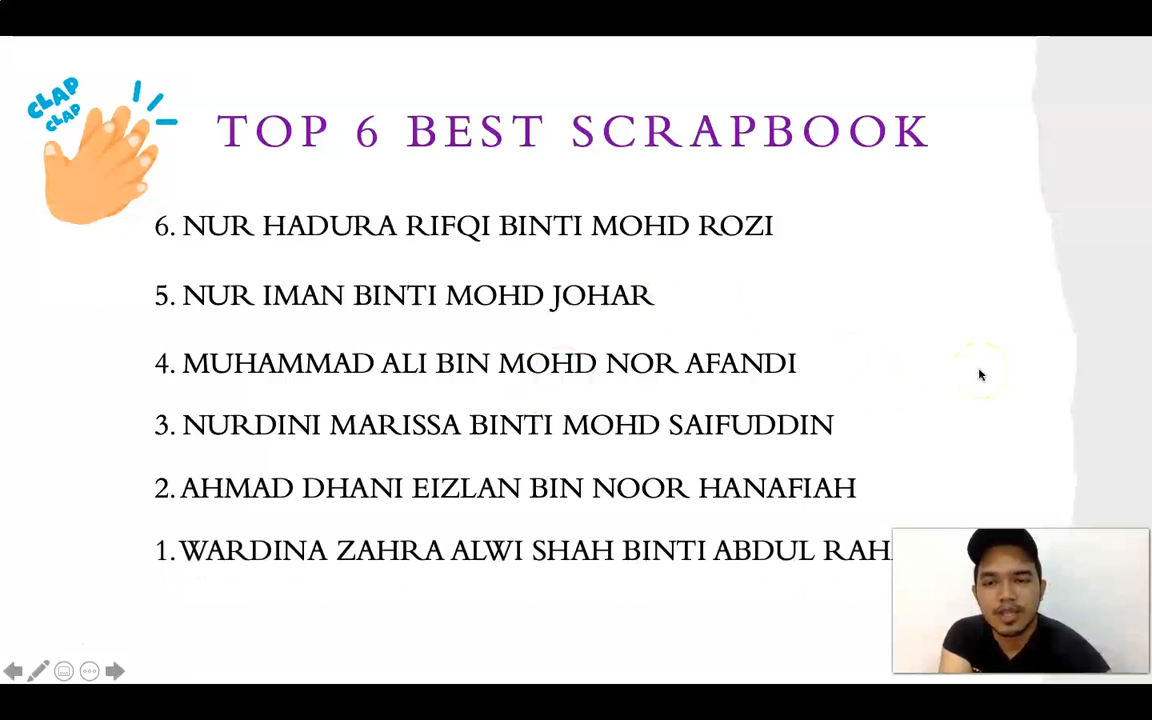 CLAP
CLAP
TOP 6 BEST SCRAPBOOK
6. NUR HADURA RIFQI BINTI MOHD ROZI
5. NUR IMAN BINTI MOHD JOHAR
4. MUHAMMAD ALI BIN MOHD NOR AFANDI
3. NURDINI MARISSA BINTI MOHD SAIFUDDIN
2. AHMAD DHANI EIZLAN BIN NOOR HANAFIAH
1. WARDINA ZAHRA ALWI SHAH BINTI ABDUL